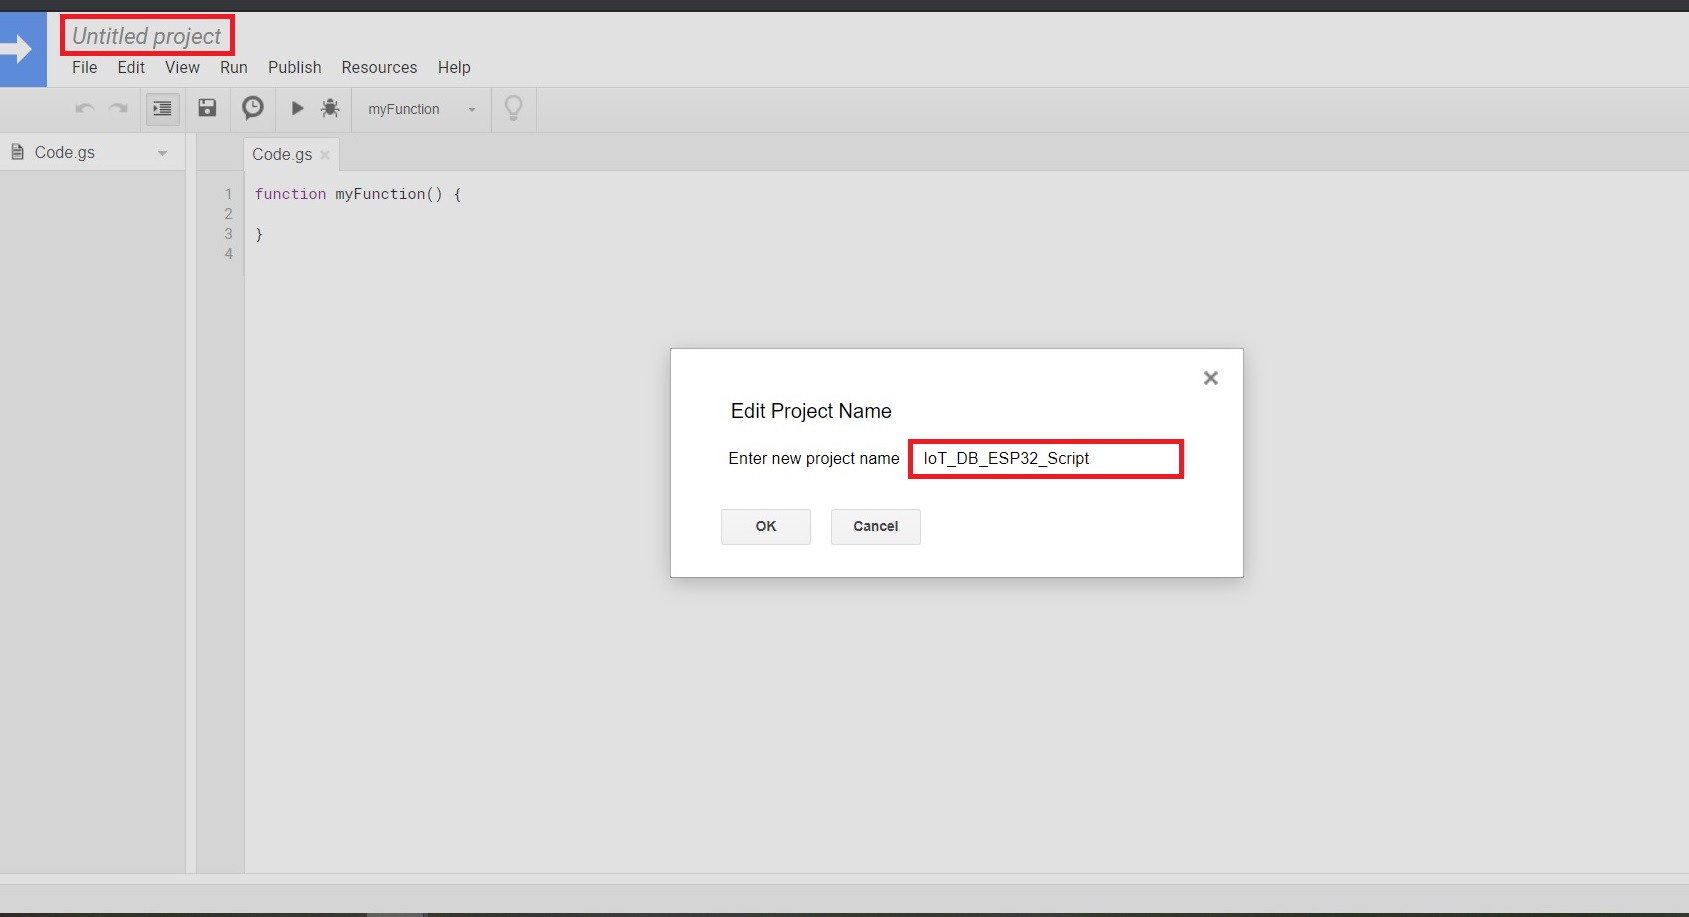 Untitled project
File Edit View Run Publish Resources Help
myFunction
Code.gs
Code.gs
1 function myFunction() {
2
3 }
4
Edit Project Name
Enter new project name IoT_DB_ESP32_Script
OK Cancel